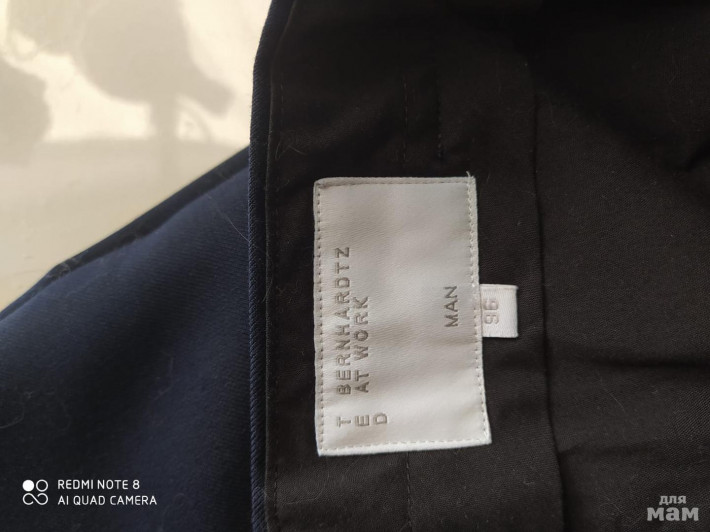 T BERNHARDTZ
E AT WORK
D
MAN
96
REDMI NOTE 8
AI QUAD CAMERA
для
мам